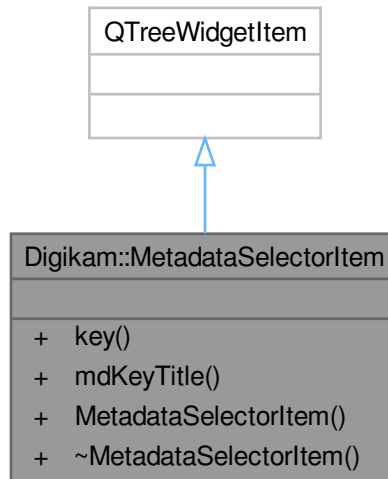 QTreeWidgetItem
Digikam::MetadataSelectorItem
+ key()
+ mdKeyTitle()
+ MetadataSelectorItem()
+ ~MetadataSelectorItem()